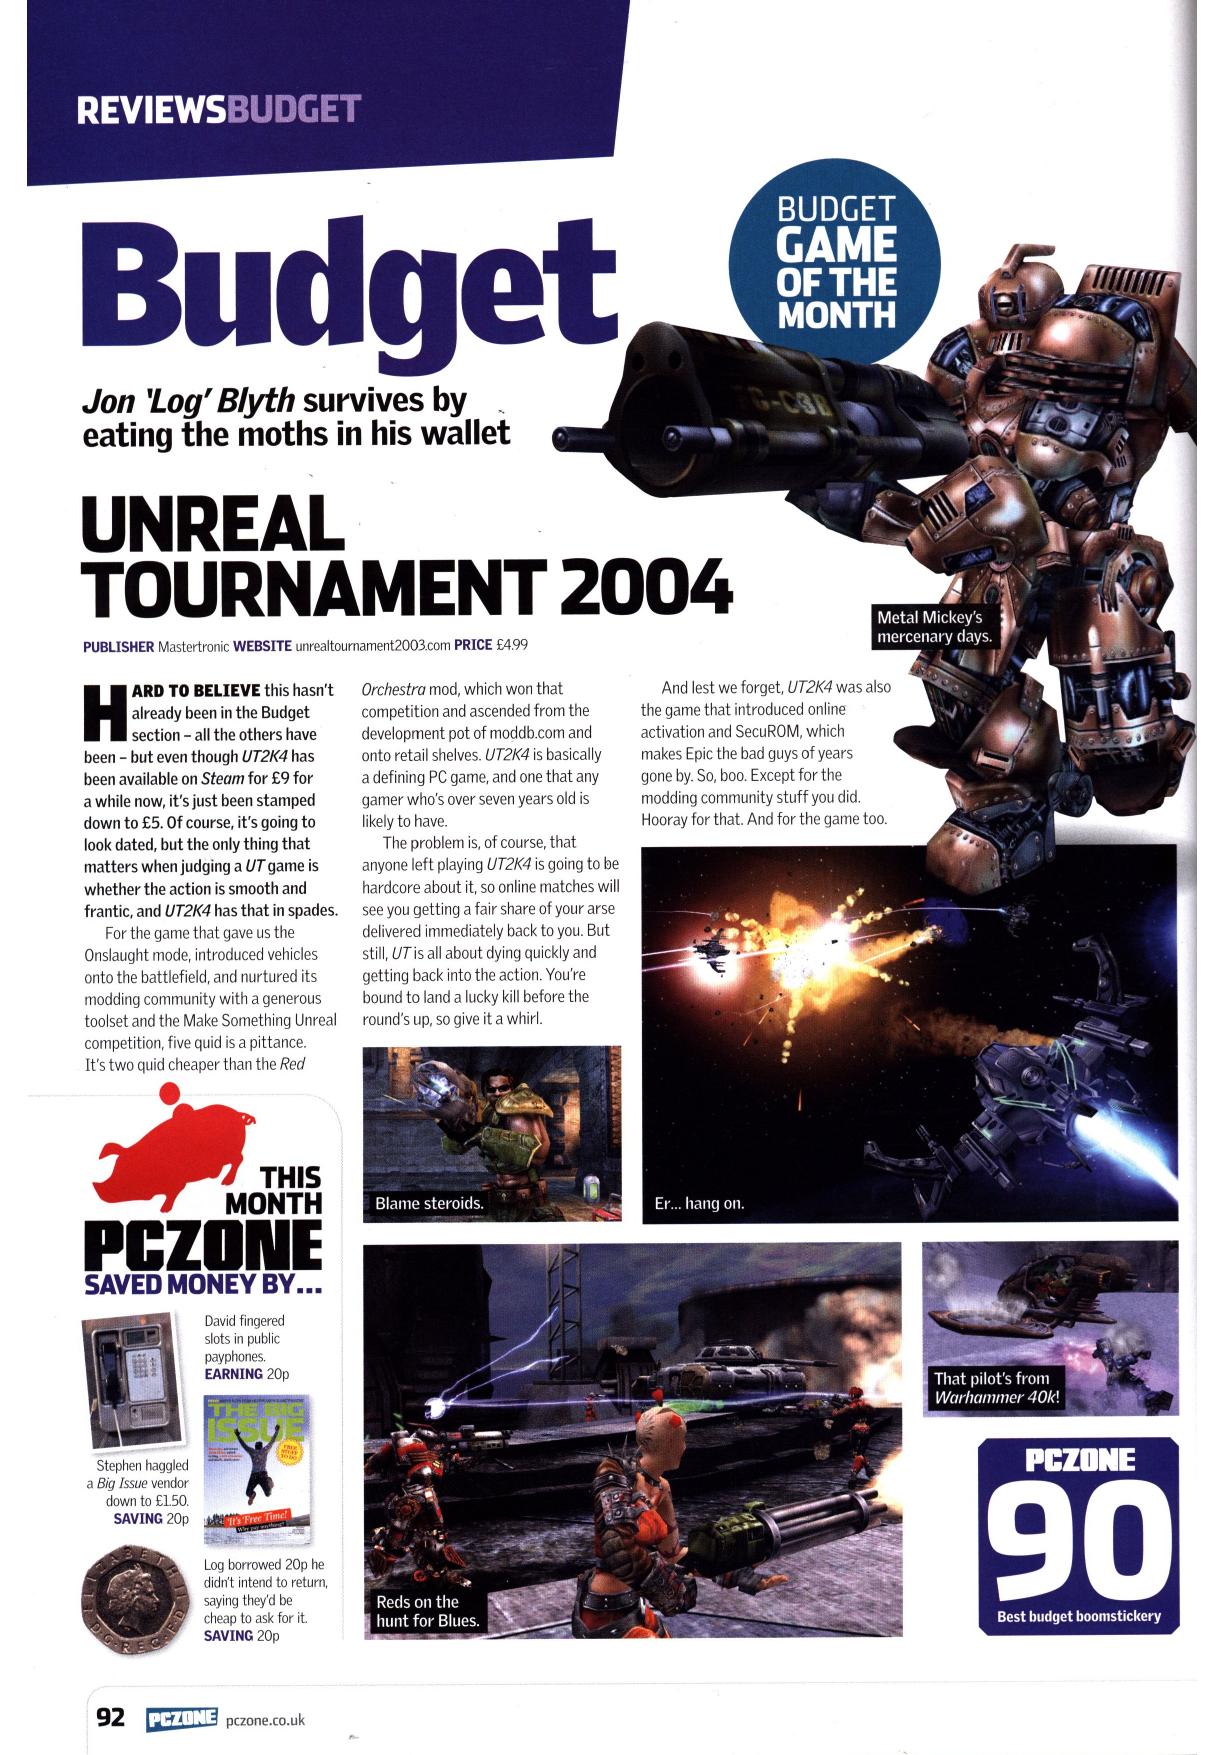 REVIEWSBUDGET
Budget
Jon 'Log' Blyth survives by
eating the moths in his wallet
BUDGET
GAME
OF THE
MONTH
TC-C3B
UNREAL
TOURNAMENT 2004
PUBLISHER Mastertronic WEBSITE unrealtournament2003.com PRICE £4.99
Metal Mickey's
mercenary days.
HARD TO BELIEVE this hasn't
already been in the Budget
section – all the others have
been – but even though UT2K4 has
been available on Steam for £9 for
a while now, it's just been stamped
down to £5. Of course, it's going to
look dated, but the only thing that
matters when judging a UT game is
whether the action is smooth and
frantic, and UT2K4 has that in spades.
For the game that gave us the
Onslaught mode, introduced vehicles
onto the battlefield, and nurtured its
modding community with a generous
toolset and the Make Something Unreal
competition, five quid is a pittance.
It's two quid cheaper than the Red
Orchestra mod, which won that
competition and ascended from the
development pot of moddb.com and
onto retail shelves. UT2K4 is basically
a defining PC game, and one that any
gamer who's over seven years old is
likely to have.
The problem is, of course, that
anyone left playing UT2K4 is going to be
hardcore about it, so online matches will
see you getting a fair share of your arse
delivered immediately back to you. But
still, UT is all about dying quickly and
getting back into the action. You're
bound to land a lucky kill before the
round's up, so give it a whirl.
And lest we forget, UT2K4 was also
the game that introduced online
activation and SecuROM, which
makes Epic the bad guys of years
gone by. So, boo. Except for the
modding community stuff you did.
Hooray for that. And for the game too.
Blame steroids.
Er... hang on.
Reds on the
hunt for Blues.
That pilot's from
Warhammer 40k!
THIS
MONTH
PCZONE
SAVED MONEY BY...
David fingered
slots in public
payphones.
EARNING 20p
THE BIG
ISSUE
FREE
STUFF
TO DO
'It's Free Time!
Why pay anything?
Stephen haggled
a Big Issue vendor
down to £1.50.
SAVING 20p
Log borrowed 20p he
didn't intend to return,
saying they'd be
cheap to ask for it.
SAVING 20p
PCZONE
90
Best budget boomstickery
92 PCZONE pczone.co.uk